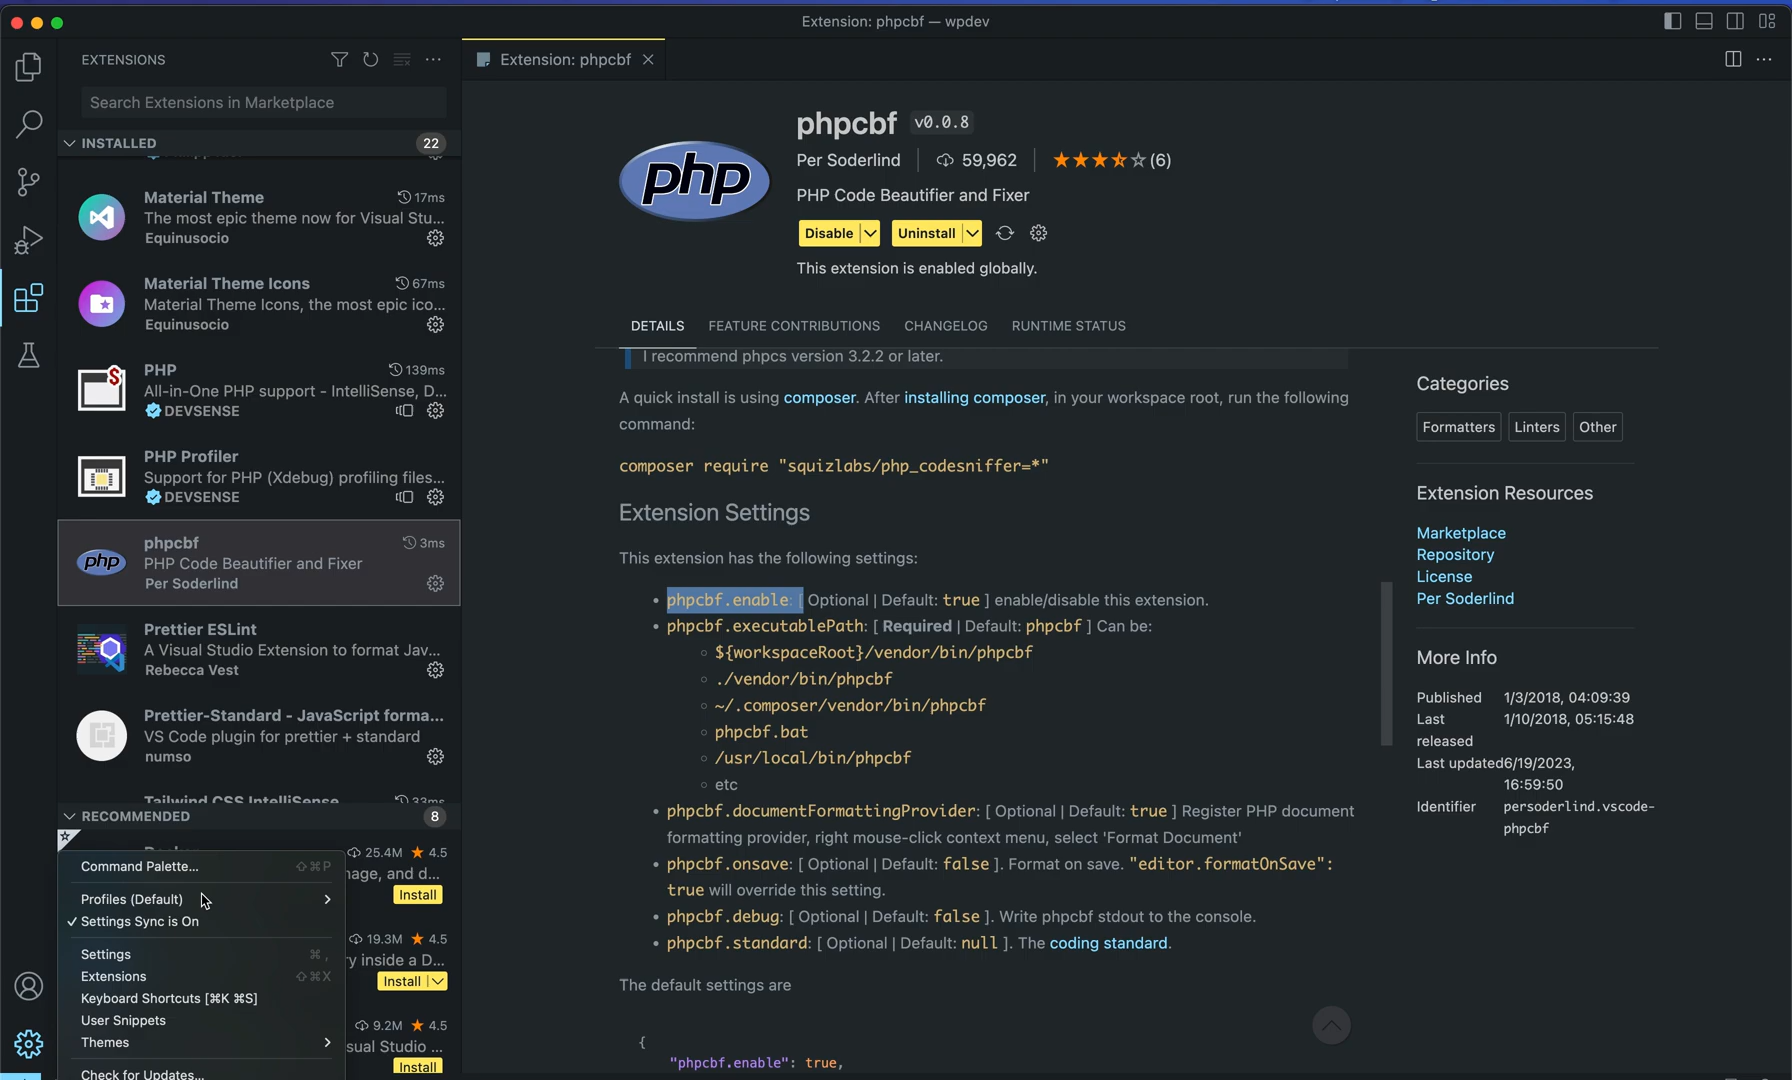 Extension: phpcbf — wpdev
EXTENSIONS
Search Extensions in Marketplace
INSTALLED
22
Material Theme
17ms
The most epic theme now for Visual Stu...
Equinusocio
Material Theme Icons
67ms
Material Theme Icons, the most epic ico...
Equinusocio
PHP
139ms
All-in-One PHP support - IntelliSense, D...
DEVSENSE
PHP Profiler
Support for PHP (Xdebug) profiling files...
DEVSENSE
phpcbf
3ms
php
PHP Code Beautifier and Fixer
Per Soderlind
Prettier ESLint
A Visual Studio Extension to format Jav...
Rebecca Vest
Prettier-Standard - JavaScript forma...
VS Code plugin for prettier + standard
numso
Tailwind CSS IntelliSense
33ms
RECOMMENDED
8
25.4M ★ 4.5
nage, and d...
Install
19.3M ★ 4.5
ry inside a D...
Install
9.2M ★ 4.5
sual Studio ...
Install
Command Palette... ⇧⌘P
Profiles (Default)
✓ Settings Sync is On
Settings ⌘,
Extensions ⇧⌘X
Keyboard Shortcuts [⌘K ⌘S]
User Snippets
Themes
Check for Updates...
Extension: phpcbf
php
phpcbf v0.0.8
Per Soderlind
59,962
(6)
PHP Code Beautifier and Fixer
Disable
Uninstall
This extension is enabled globally.
DETAILS
FEATURE CONTRIBUTIONS
CHANGELOG
RUNTIME STATUS
I recommend phpcs version 3.2.2 or later.
A quick install is using composer. After installing composer, in your workspace root, run the following
command:
composer require "squizlabs/php_codesniffer=*"
Extension Settings
This extension has the following settings:
• phpcbf.enable: [ Optional | Default: true ] enable/disable this extension.
• phpcbf.executablePath: [ Required | Default: phpcbf ] Can be:
◦ ${workspaceRoot}/vendor/bin/phpcbf
◦ ./vendor/bin/phpcbf
◦ ~/.composer/vendor/bin/phpcbf
◦ phpcbf.bat
◦ /usr/local/bin/phpcbf
◦ etc
• phpcbf.documentFormattingProvider: [ Optional | Default: true ] Register PHP document
formatting provider, right mouse-click context menu, select 'Format Document'
• phpcbf.onsave: [ Optional | Default: false ]. Format on save. "editor.formatOnSave":
true will override this setting.
• phpcbf.debug: [ Optional | Default: false ]. Write phpcbf stdout to the console.
• phpcbf.standard: [ Optional | Default: null ]. The coding standard.
The default settings are
{
"phpcbf.enable": true,
Categories
Formatters
Linters
Other
Extension Resources
Marketplace
Repository
License
Per Soderlind
More Info
Published 1/3/2018, 04:09:39
Last 1/10/2018, 05:15:48
released
Last updated 6/19/2023,
16:59:50
Identifier persoderlind.vscode-
phpcbf